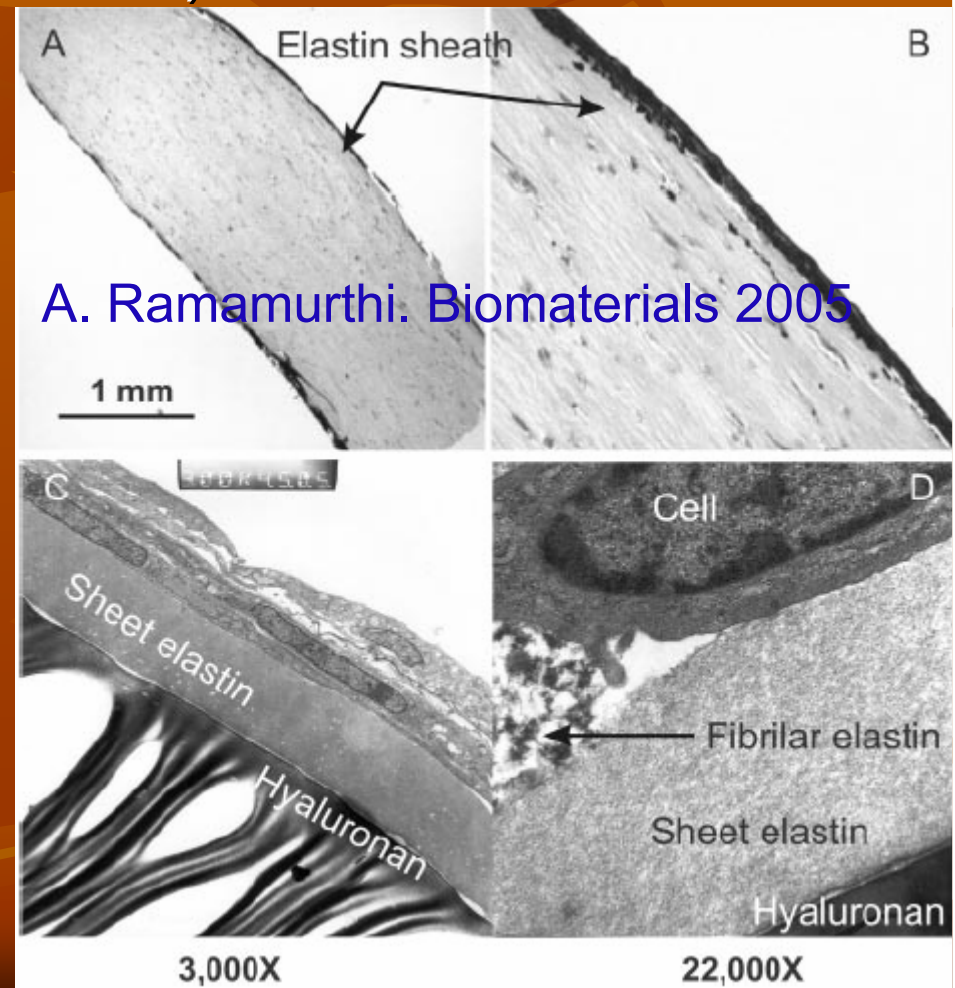 A
Elastin sheath
B
A. Ramamurthi. Biomaterials 2005
1 mm
C
Sheet elastin
Hyaluronan
D
Cell
Fibrilar elastin
Sheet elastin
Hyaluronan
3,000X
22,000X